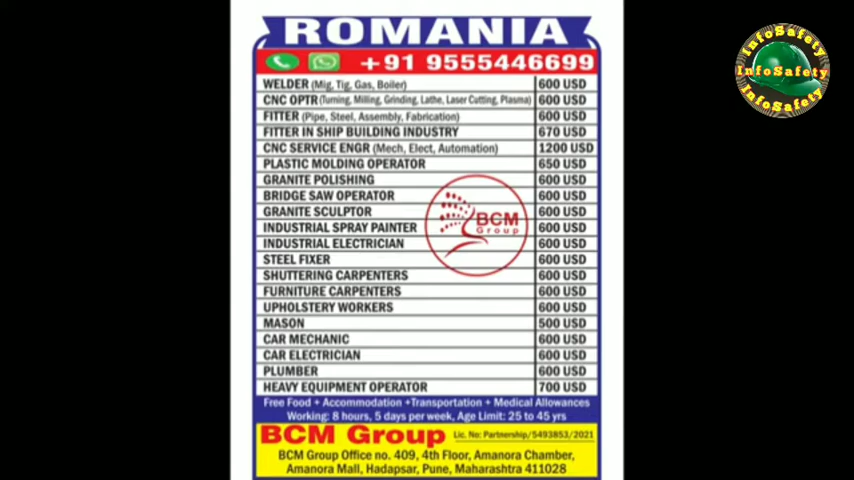 ROMANIA
+91 9555446699
WELDER (Mig, Tig, Gas, Boiler) 600 USD
CNC OPTR (Turning, Milling, Grinding, Lathe, Laser Cutting, Plasma) 600 USD
FITTER (Pipe, Steel, Assembly, Fabrication) 600 USD
FITTER IN SHIP BUILDING INDUSTRY 670 USD
CNC SERVICE ENGR (Mech, Elect, Automation) 1200 USD
PLASTIC MOLDING OPERATOR 650 USD
GRANITE POLISHING 600 USD
BRIDGE SAW OPERATOR 600 USD
GRANITE SCULPTOR 600 USD
INDUSTRIAL SPRAY PAINTER 600 USD
INDUSTRIAL ELECTRICIAN 600 USD
STEEL FIXER 600 USD
SHUTTERING CARPENTERS 600 USD
FURNITURE CARPENTERS 600 USD
UPHOLSTERY WORKERS 600 USD
MASON 500 USD
CAR MECHANIC 600 USD
CAR ELECTRICIAN 600 USD
PLUMBER 600 USD
HEAVY EQUIPMENT OPERATOR 700 USD
BCM
Group
Free Food + Accommodation +Transportation + Medical Allowances
Working: 8 hours, 5 days per week, Age Limit: 25 to 45 yrs
BCM Group Lic. No: Partnership/5493853/2021
BCM Group Office no. 409, 4th Floor, Amanora Chamber,
Amanora Mall, Hadapsar, Pune, Maharashtra 411028
InfoSafety
InfoSafety
InfoSafety